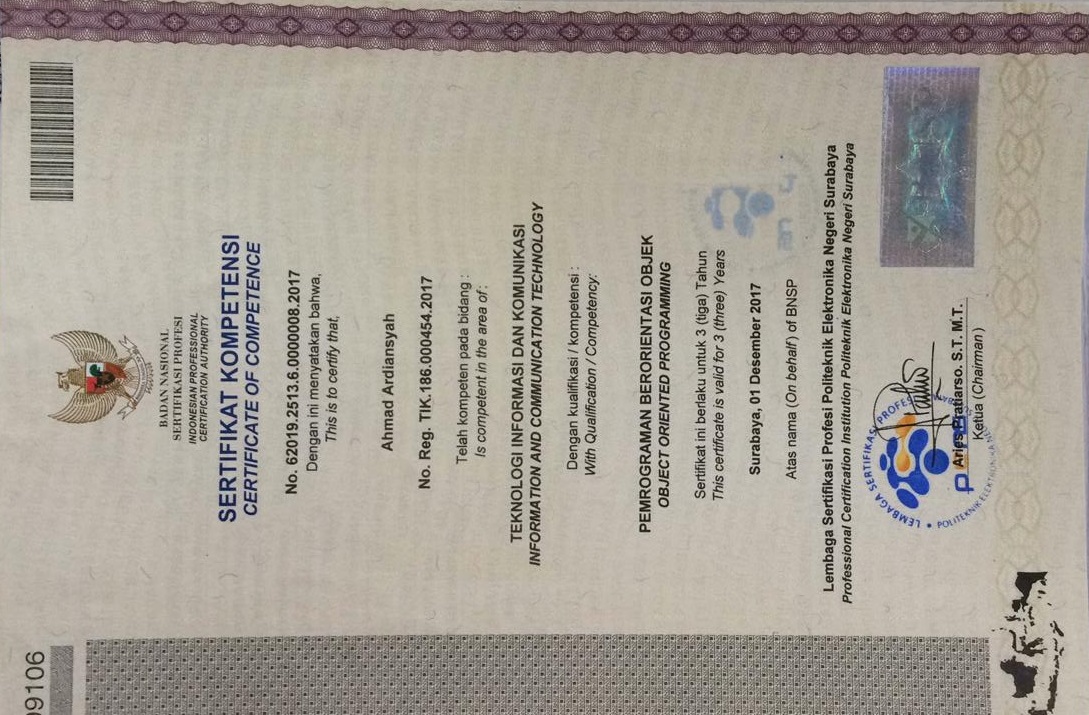 09106
BADAN NASIONAL
SERTIFIKASI PROFESI
INDONESIAN PROFESSIONAL
CERTIFICATION AUTHORITY
SERTIFIKAT KOMPETENSI
CERTIFICATE OF COMPETENCE
No. 62019.25113.6.00000008.2017
Dengan ini menyatakan bahwa,
This is to certify that,
Ahmad Ardiansyah
No. Reg. TIK.186.000454.2017
Telah kompeten pada bidang :
Is competent in the area of :
TEKNOLOGI INFORMASI DAN KOMUNIKASI
INFORMATION AND COMMUNICATION TECHNOLOGY
Dengan kualifikasi / kompetensi :
With Qualification / Competency:
PEMROGRAMAN BERORIENTASI OBJEK
OBJECT ORIENTED PROGRAMMING
Sertifikat ini berlaku untuk 3 (tiga) Tahun
This certificate is valid for 3 (three) Years
Surabaya, 01 Desember 2017
Atas nama (On behalf) of BNSP
Lembaga Sertifikasi Profesi Politeknik Elektronika Negeri Surabaya
Professional Certification Institution Politeknik Elektronika Negeri Surabaya
LEMBAGA SERTIFIKASI PROFESI
POLITEKNIK ELEKTRONIKA NEGERI
Aries Pratiarso. S.T. M.T.
Ketua (Chairman)